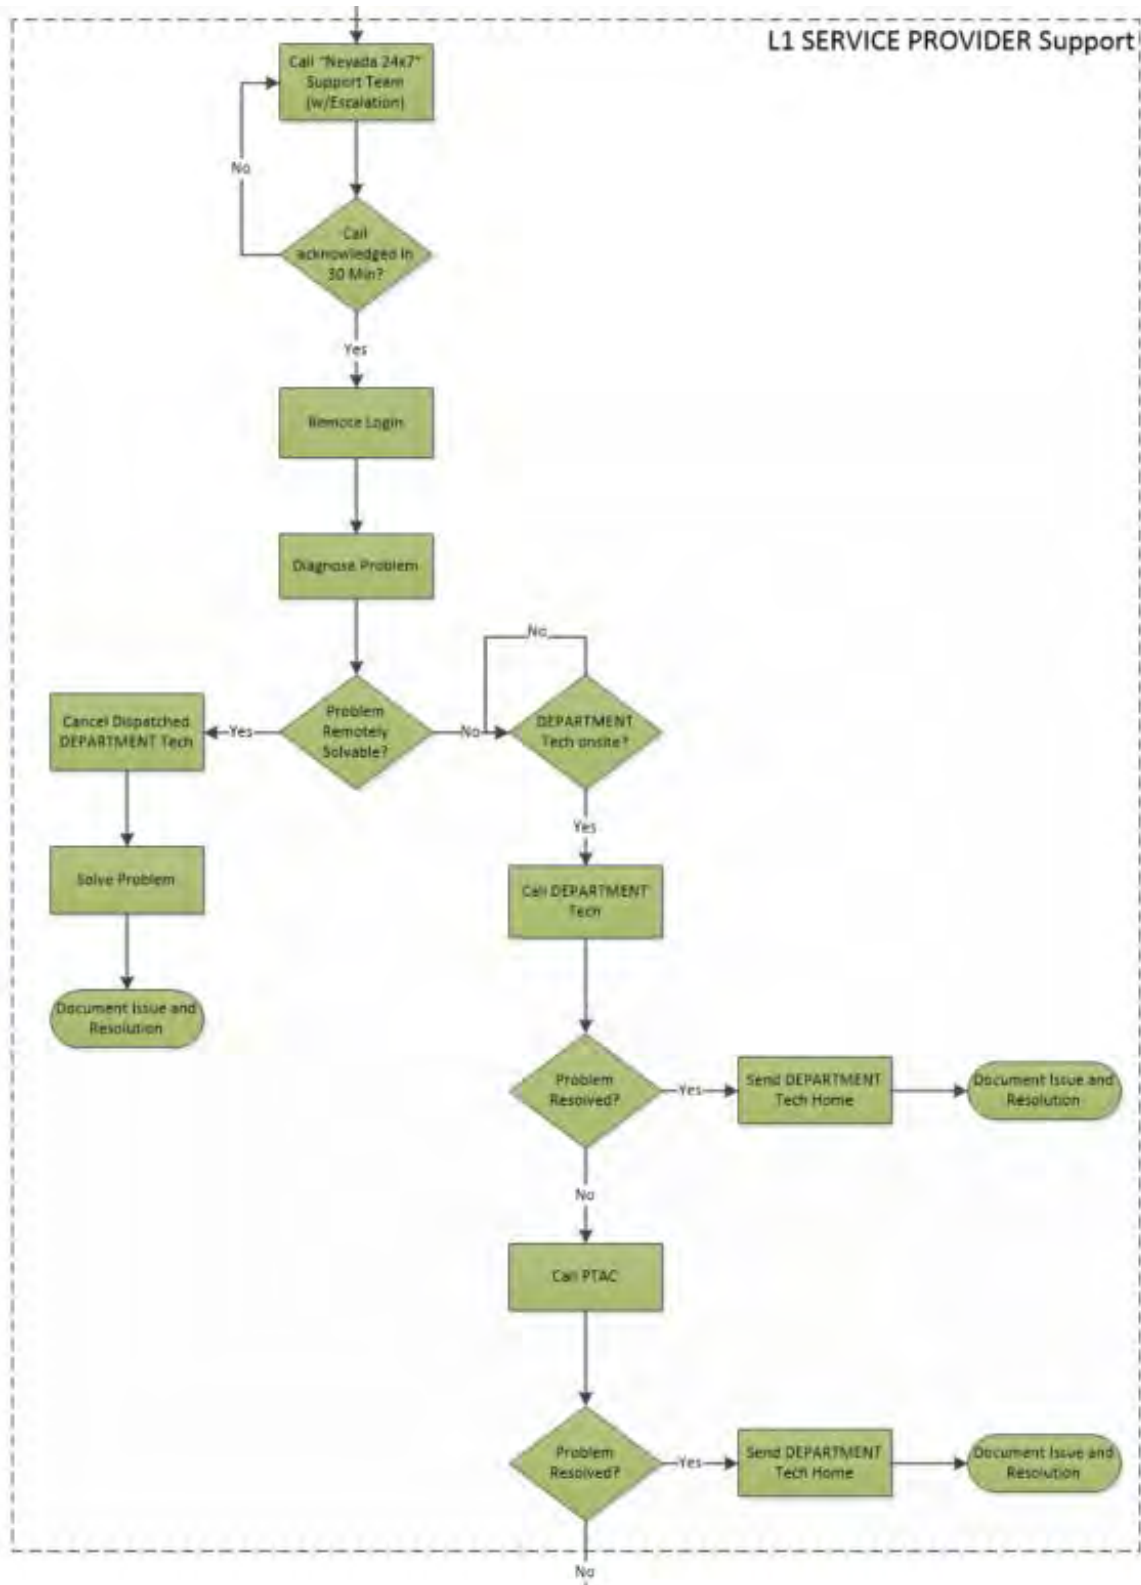 L1 SERVICE PROVIDER Support
Call "Nevada 24x7"
Support Team
(w/Escalation)
No
Call
acknowledged in
30 Min?
Yes
Remote Login
Diagnose Problem
No
Cancel Dispatched
DEPARTMENT Tech
Yes
Problem
Remotely
Solvable?
No
DEPARTMENT
Tech onsite?
Yes
Solve Problem
Call DEPARTMENT
Tech
Document Issue and
Resolution
Problem
Resolved?
Yes
Send DEPARTMENT
Tech Home
Document Issue and
Resolution
No
Call PTAC
Problem
Resolved?
Yes
Send DEPARTMENT
Tech Home
Document Issue and
Resolution
No